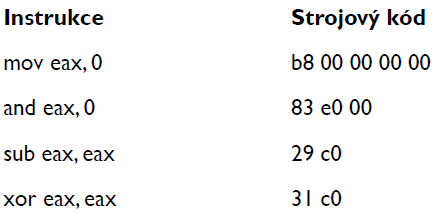 Instrukce Strojový kód
mov eax, 0 b8 00 00 00 00
and eax, 0 83 e0 00
sub eax, eax 29 c0
xor eax, eax 31 c0